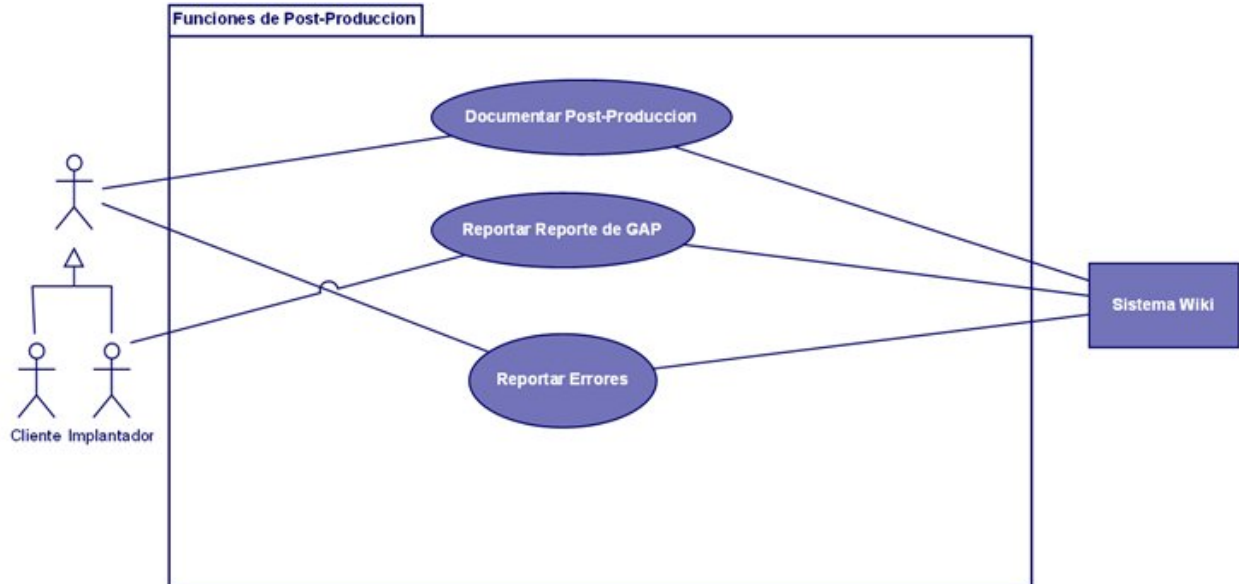 Funciones de Post-Produccion
Documentar Post-Produccion
Reportar Reporte de GAP
Sistema Wiki
Reportar Errores
Cliente Implantador